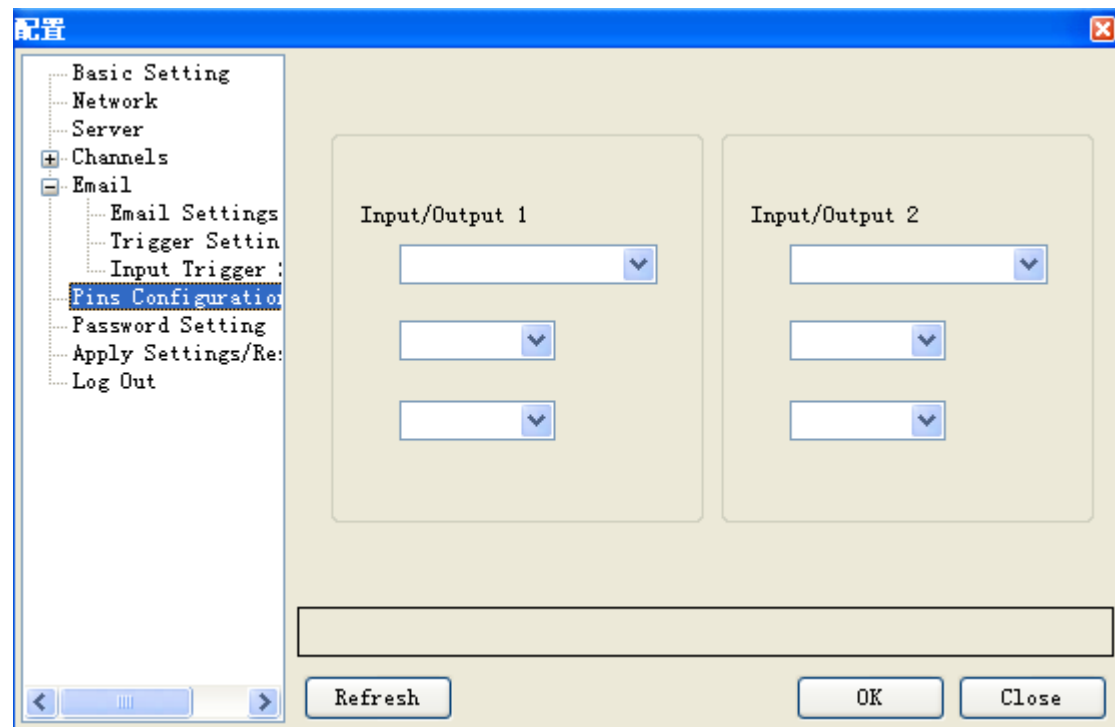 配置
Basic Setting
Network
Server
Channels
Email
Email Settings
Trigger Settin
Input Trigger
Pins Configuratio
Password Setting
Apply Settings/Re
Log Out
Input/Output 1
Input/Output 2
Refresh
OK
Close